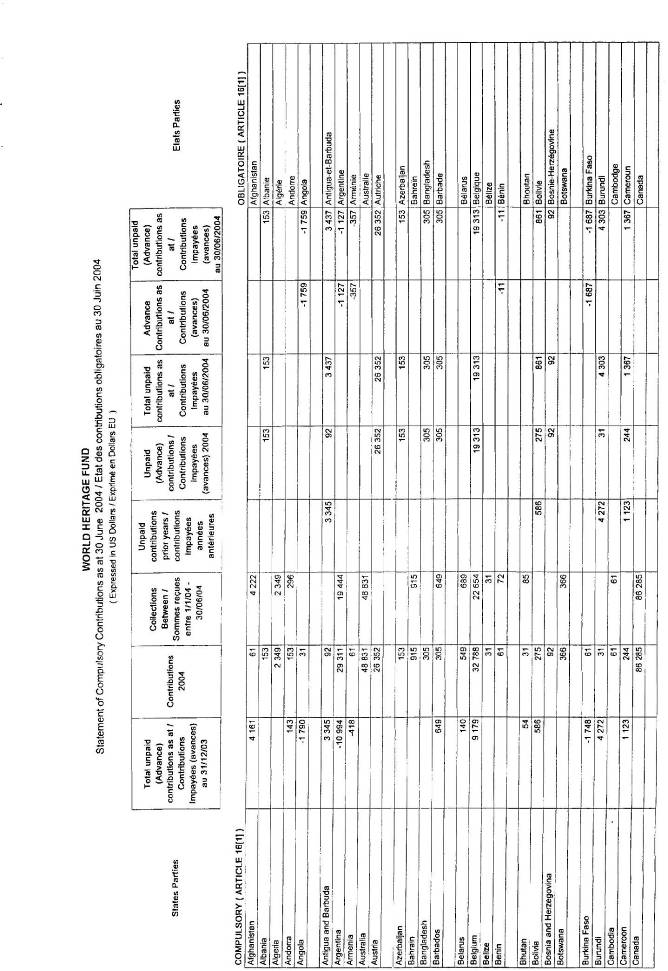 WORLD HERITAGE FUND
Statement of Compulsory Contributions as at 30 June 2004 / Etat des contributions obligatoires au 30 Juin 2004
( Expressed in US Dollars / Exprimé en Dollars EU )
States Parties
Total unpaid (Advance) contributions as at / Contributions impayées (avances) au 31/12/03
Contributions 2004
Collections Between / Sommes reçues entre 1/1/04 - 30/06/04
Unpaid contributions prior years / contributions impayées années antérieures
Unpaid (Advance) contributions / Contributions impayées (avances) 2004
Total unpaid contributions as at / Contributions impayées au 30/06/2004
Advance Contributions as at / Contributions (avances) au 30/06/2004
Total unpaid (Advance) contributions as at / Contributions impayées (avances) au 30/06/2004
Etats Parties
COMPULSORY ( ARTICLE 16[1] ) OBLIGATOIRE ( ARTICLE 16[1] )
Afghanistan 4 161 61 4 222 Afghanistan
Albania 153 153 153 153 Albanie
Algeria 2 349 2 349 Algérie
Andorra 143 153 296 Andorre
Angola -1 790 31 -1 759 -1 759 Angola
Antigua and Barbuda 3 345 92 3 345 92 3 437 3 437 Antigua-et-Barbuda
Argentina -10 994 29 311 19 444 -1 127 -1 127 Argentine
Armenia -418 61 -357 -357 Arménie
Australia 48 831 48 831 Australie
Austria 26 352 26 352 26 352 26 352 Autriche
Azerbaijan 153 153 153 153 Azerbaïjan
Bahrain 915 915 Bahrein
Bangladesh 305 305 305 305 Bangladesh
Barbados 649 305 649 305 305 Barbade
Belarus 140 549 689 Bélarus
Belgium 9 179 32 788 22 654 19 313 19 313 19 313 Belgique
Belize 31 31 Bélize
Benin 61 72 -11 -11 Bénin
Bhutan 54 31 85 Bhoutan
Bolivia 586 275 586 275 861 861 Bolivie
Bosnia and Herzegovina 92 92 92 92 Bosnie-Herzégovine
Botswana 366 366 Botswana
Burkina Faso -1 748 61 -1 687 -1 687 Burkina Faso
Burundi 4 272 31 4 272 31 4 303 4 303 Burundi
Cambodia 61 61 Cambodge
Cameroon 1 123 244 1 123 244 1 367 1 367 Cameroun
Canada 86 285 86 285 Canada